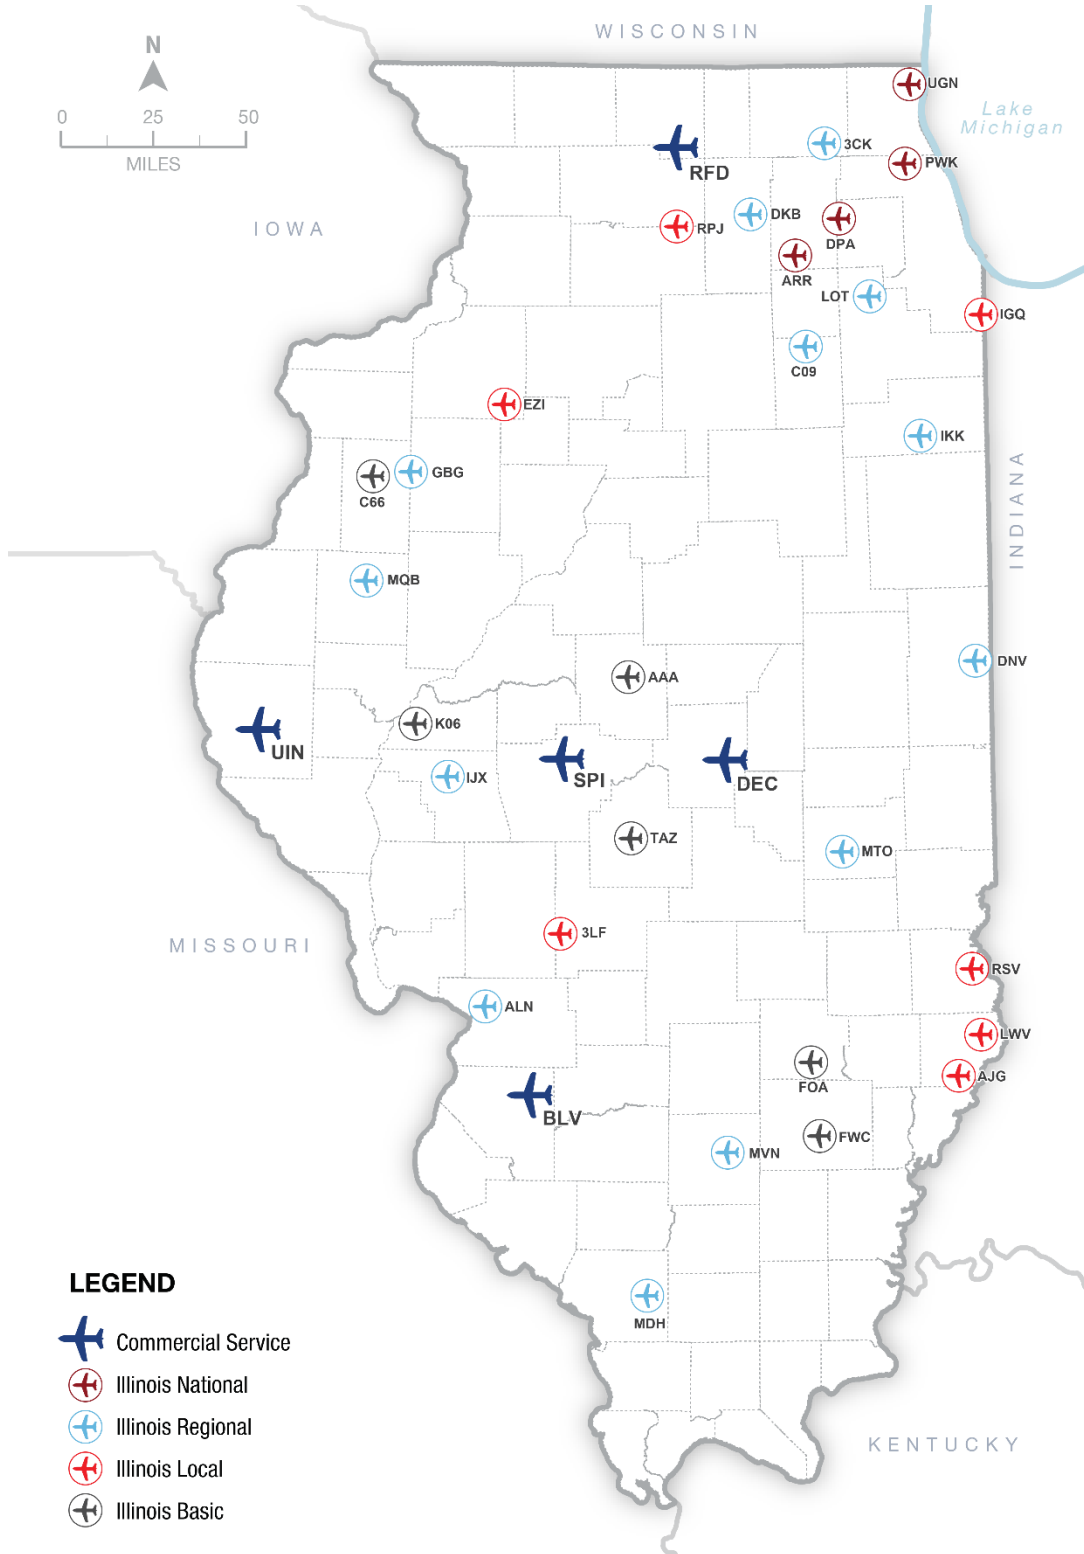 WISCONSIN
N
0 25 50
MILES
UGN
Lake
Michigan
3CK
PWK
RFD
IOWA
DKB
RPJ
DPA
ARR
LOT
IGQ
C09
EZI
IKK
GBG
C66
INDIANA
MQB
DNV
AAA
K06
UIN
SPI
DEC
IJX
TAZ
MTO
3LF
MISSOURI
RSV
ALN
LWV
FOA
AJG
BLV
FWC
MVN
MDH
LEGEND
Commercial Service
Illinois National
Illinois Regional
Illinois Local
Illinois Basic
KENTUCKY